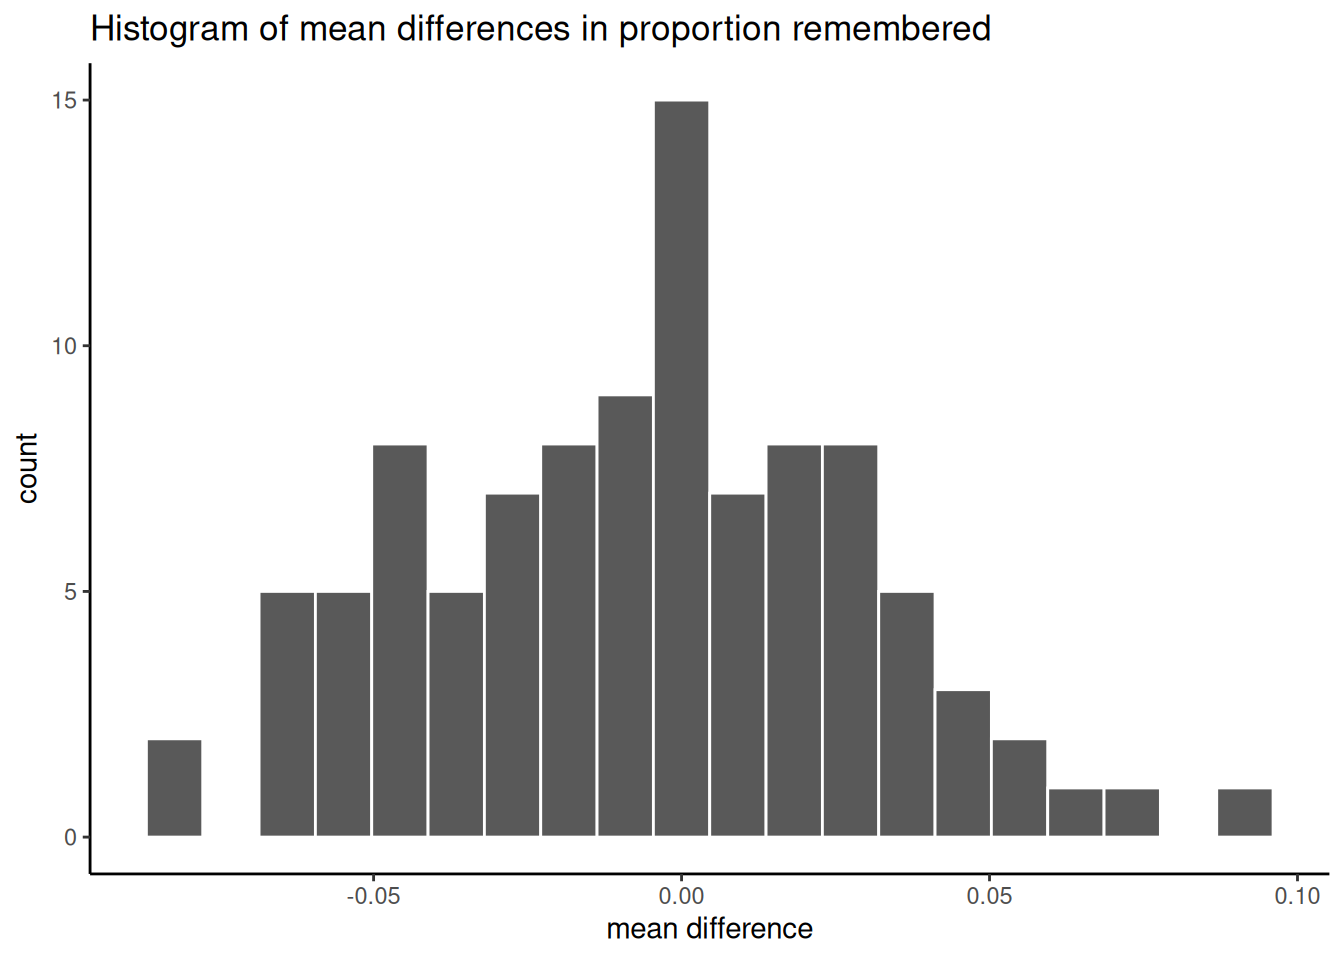 Histogram of mean differences in proportion remembered
15
10
5
0
count
-0.05 0.00 0.05 0.10
mean difference